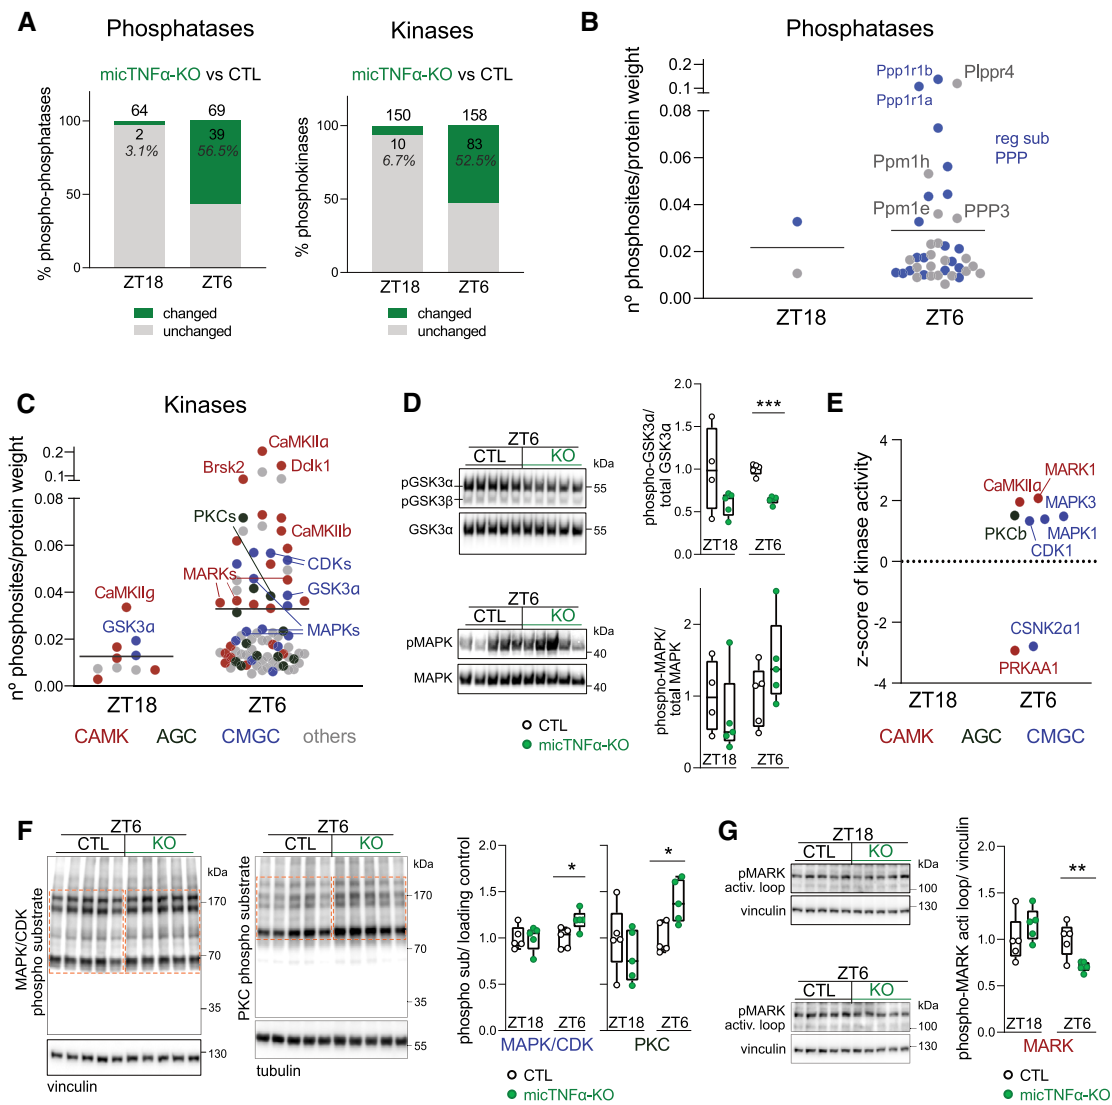 A
Phosphatases
Kinases
micTNFα-KO vs CTL
micTNFα-KO vs CTL
% phospho-phosphatases
100
50
0
64
69
2
3.1%
39
56.5%
ZT18
ZT6
changed
unchanged
% phosphokinases
100
50
0
150
158
10
6.7%
83
52.5%
ZT18
ZT6
changed
unchanged
B
Phosphatases
nº phosphosites/protein weight
0.2
0.1
0.08
0.06
0.04
0.02
0.00
Ppp1r1b
Plppr4
Ppp1r1a
reg sub
PPP
Ppm1h
Ppm1e
PPP3
ZT18
ZT6
C
Kinases
nº phosphosites/protein weight
0.2
0.1
0.08
0.06
0.04
0.02
0.00
CaMKIIa
Brsk2
Dclk1
PKCs
CaMKIIb
CDKs
MARKs
GSK3a
CaMKIIg
GSK3a
MAPKs
ZT18
ZT6
CAMK
AGC
CMGC
others
D
ZT6
CTL
KO
kDa
pGSK3α
pGSK3β
55
GSK3α
55
ZT6
CTL
KO
kDa
pMAPK
40
MAPK
40
CTL
micTNFα-KO
phospho-GSK3α/
total GSK3α
2.0
1.5
1.0
0.5
0.0
***
ZT18
ZT6
phospho-MAPK/
total MAPK
2
1
0
ZT18
ZT6
E
z-score of kinase activity
4
2
0
-2
-4
MARK1
CaMKIIa
MAPK3
PKCb
MAPK1
CDK1
CSNK2a1
PRKAA1
ZT18
ZT6
CAMK
AGC
CMGC
F
ZT6
CTL
KO
kDa
MAPK/CDK
phospho substrate
170
70
35
130
vinculin
ZT6
CTL
KO
kDa
PKC phospho substrate
170
70
35
55
tubulin
phospho sub/ loading control
2.0
1.5
1.0
0.5
0.0
*
*
ZT18
ZT6
ZT18
ZT6
MAPK/CDK
PKC
CTL
micTNFα-KO
G
ZT18
CTL
KO
kDa
pMARK
activ. loop
100
vinculin
130
ZT6
CTL
KO
kDa
pMARK
activ. loop
100
vinculin
130
phospho-MARK acti loop/ vinculin
2.0
1.5
1.0
0.5
0.0
**
ZT18
ZT6
MARK
CTL
micTNFα-KO